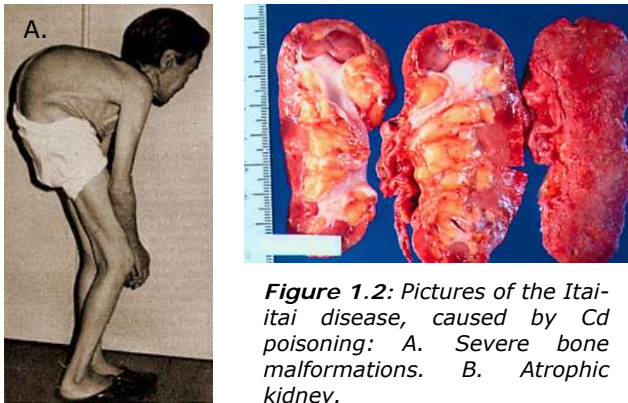 A.
Figure 1.2: Pictures of the Itai-
itai disease, caused by Cd
poisoning: A. Severe bone
malformations. B. Atrophic
kidney.